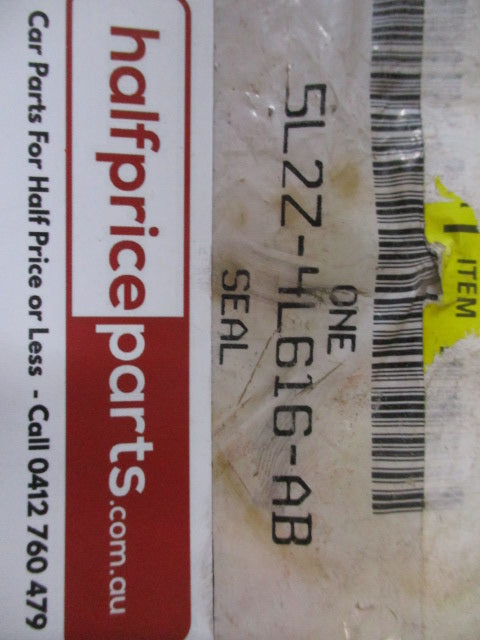 ITEM
ONE
5L2Z-4L616-AB
SEAL
halfpriceparts.com.au
Car Parts For Half Price or Less - Call 0412 760 479